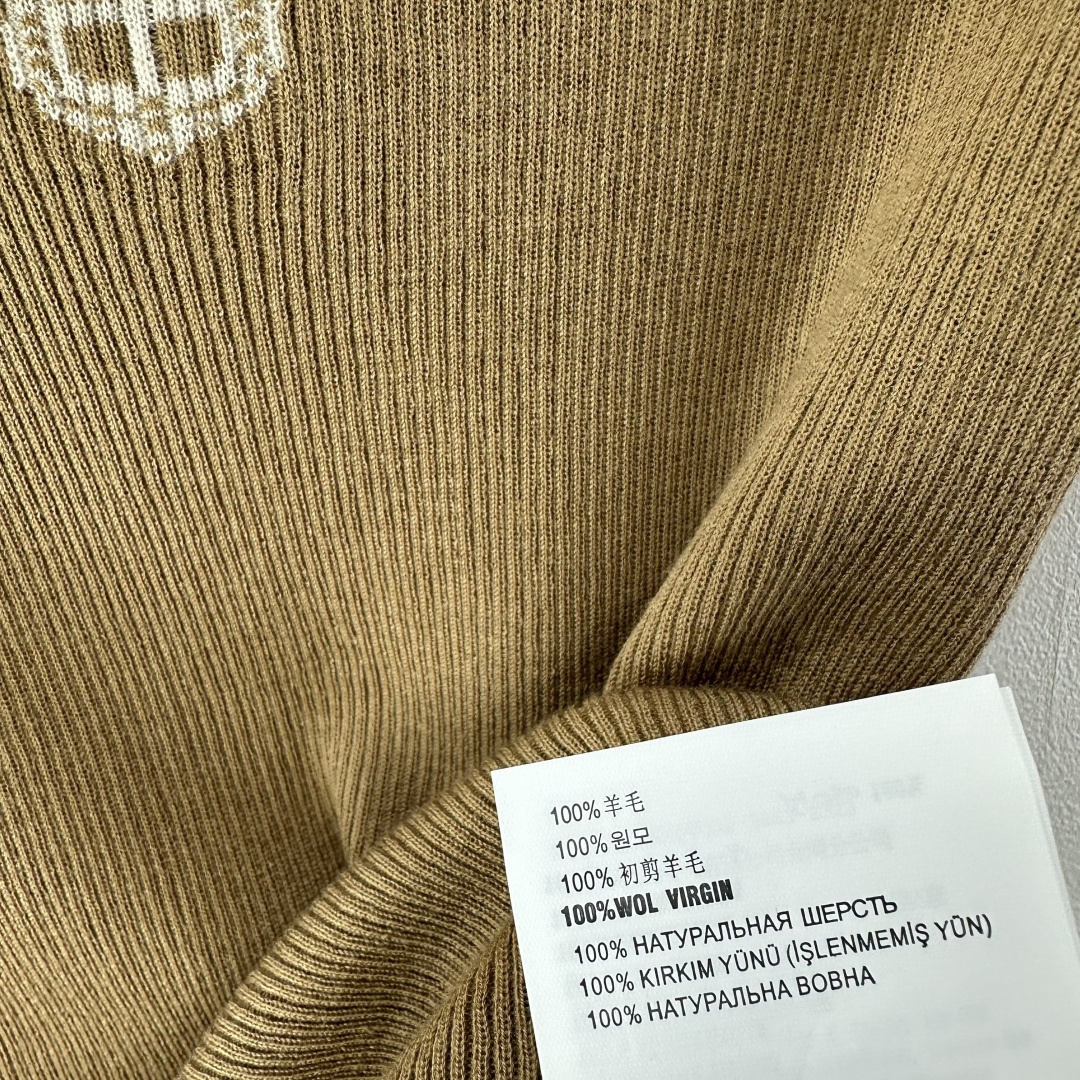 100%羊毛
100%원모
100% 初剪羊毛
100%WOL VIRGIN
100% НАТУРАЛЬНАЯ ШЕРСТЬ
100% KIRKIM YÜNÜ (İŞLENMEMİŞ YÜN)
100% НАТУРАЛЬНА ВОВНА